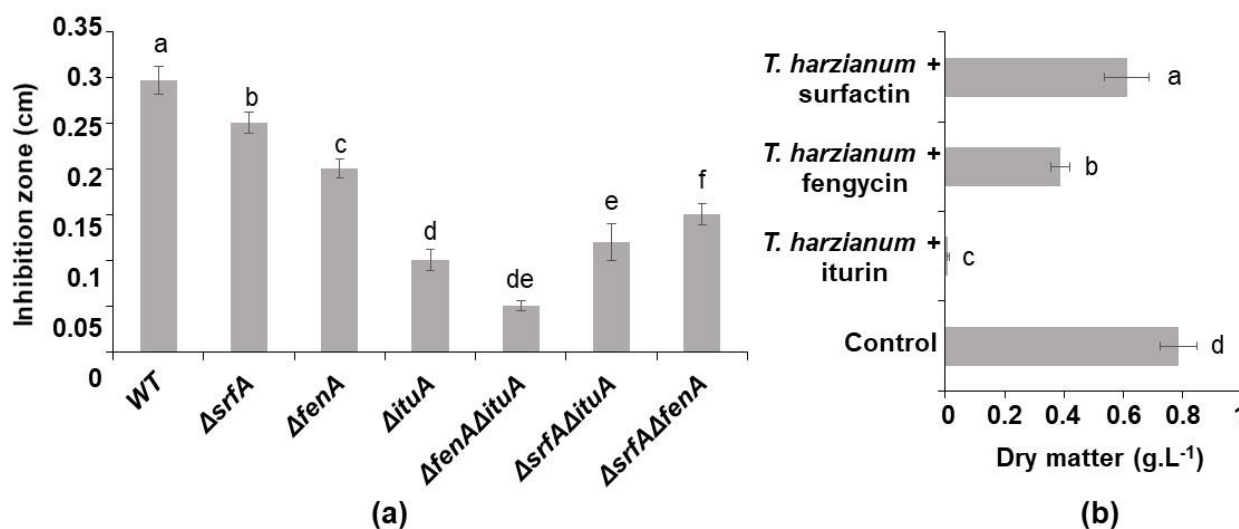 Inhibition zone (cm)
0.35
0.3
0.25
0.2
0.15
0.1
0.05
0
a
b
c
d
de
e
f
WT
ΔsrfA
ΔfenA
ΔituA
ΔfenAΔituA
ΔsrfAΔituA
ΔsrfAΔfenA
(a)
T. harzianum +
surfactin
a
T. harzianum +
fengycin
b
T. harzianum +
iturin
c
Control
d
0
0.2
0.4
0.6
0.8
1
Dry matter (g.L-1)
(b)